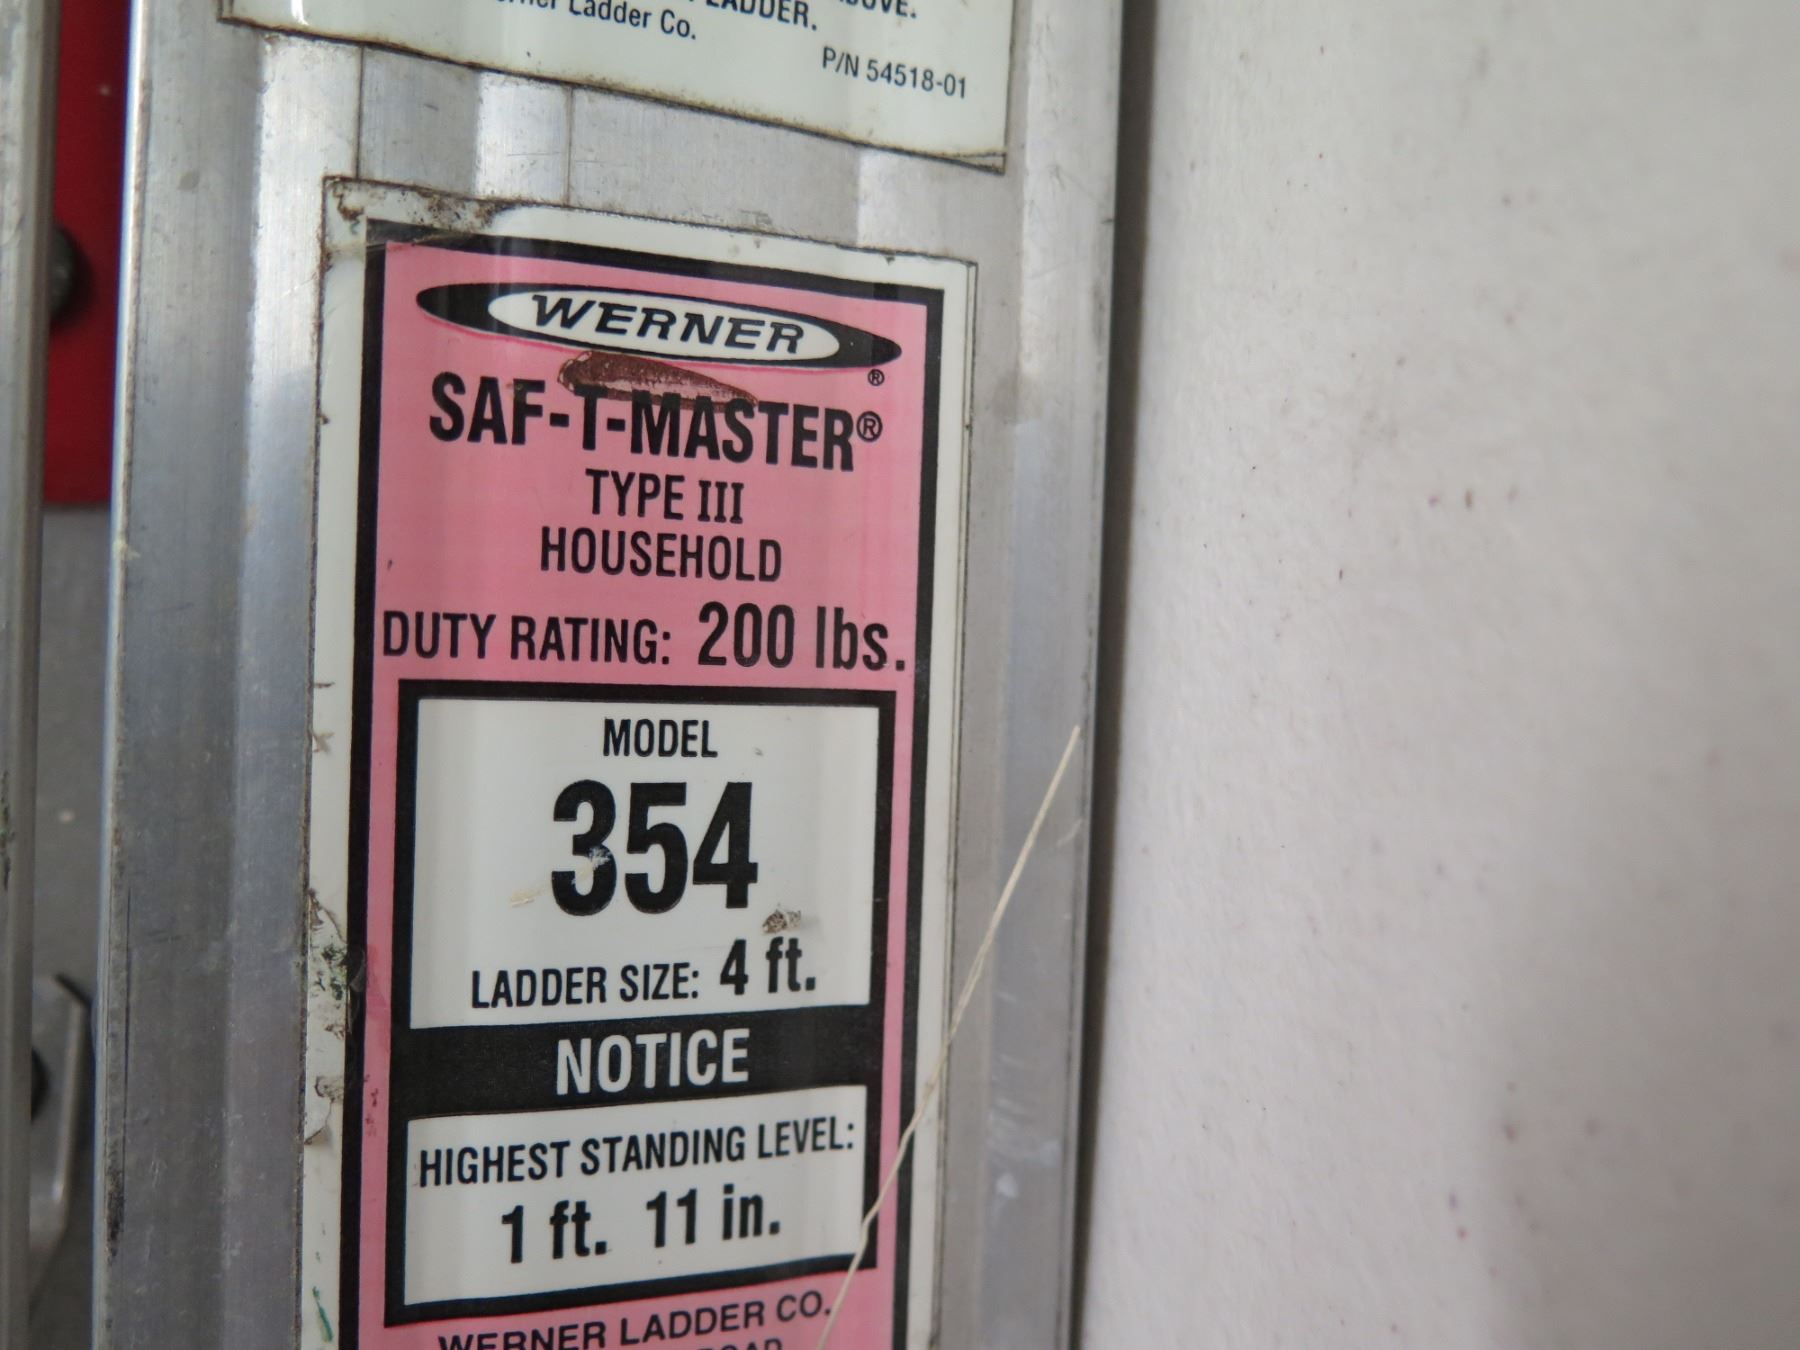 LADDER.
Ladder Co.
P/N 54518-01
WERNER ®
SAF-T-MASTER®
TYPE III
HOUSEHOLD
DUTY RATING: 200 lbs.
MODEL
354
LADDER SIZE: 4 ft.
NOTICE
HIGHEST STANDING LEVEL:
1 ft. 11 in.
WERNER LADDER CO.